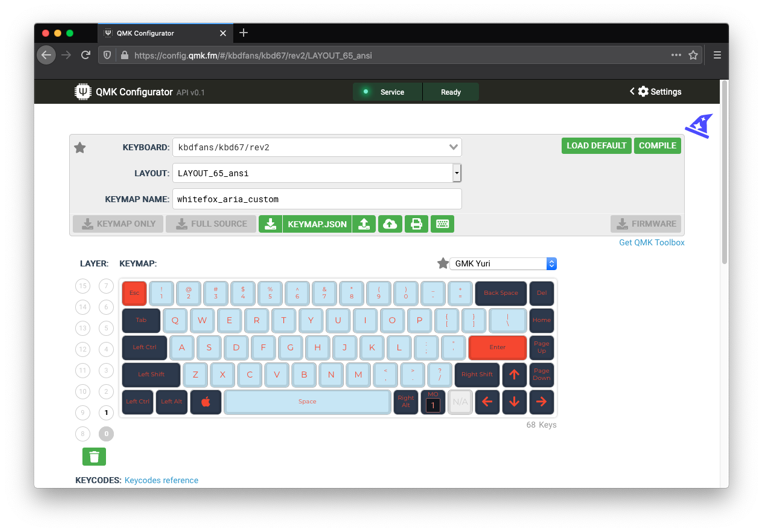 QMK Configurator
https://config.qmk.fm/#/kbdfans/kbd67/rev2/LAYOUT_65_ansi
QMK Configurator API v0.1
Service
Ready
Settings
KEYBOARD: kbdfans/kbd67/rev2
LOAD DEFAULT COMPILE
LAYOUT: LAYOUT_65_ansi
KEYMAP NAME: whitefox_aria_custom
KEYMAP ONLY FULL SOURCE KEYMAP.JSON FIRMWARE
Get QMK Toolbox
LAYER: KEYMAP: GMK Yuri
15 7
14 6
13 5
12 4
11 3
10 2
9 1
8 0
Esc ! 1 @ 2 # 3 $ 4 % 5 6 & 7 * 8 ( 9 ) 0 Back Space Del
Tab Q W E R T Y U I O P { [ } ] | \ Home
Left Ctrl A S D F G H J K L Enter Page Up
Left Shift Z X C V B N M ? / Right Shift Page Down
Left Ctrl Left Alt Space Right Alt MO 1 N/A
68 Keys
KEYCODES: Keycodes reference